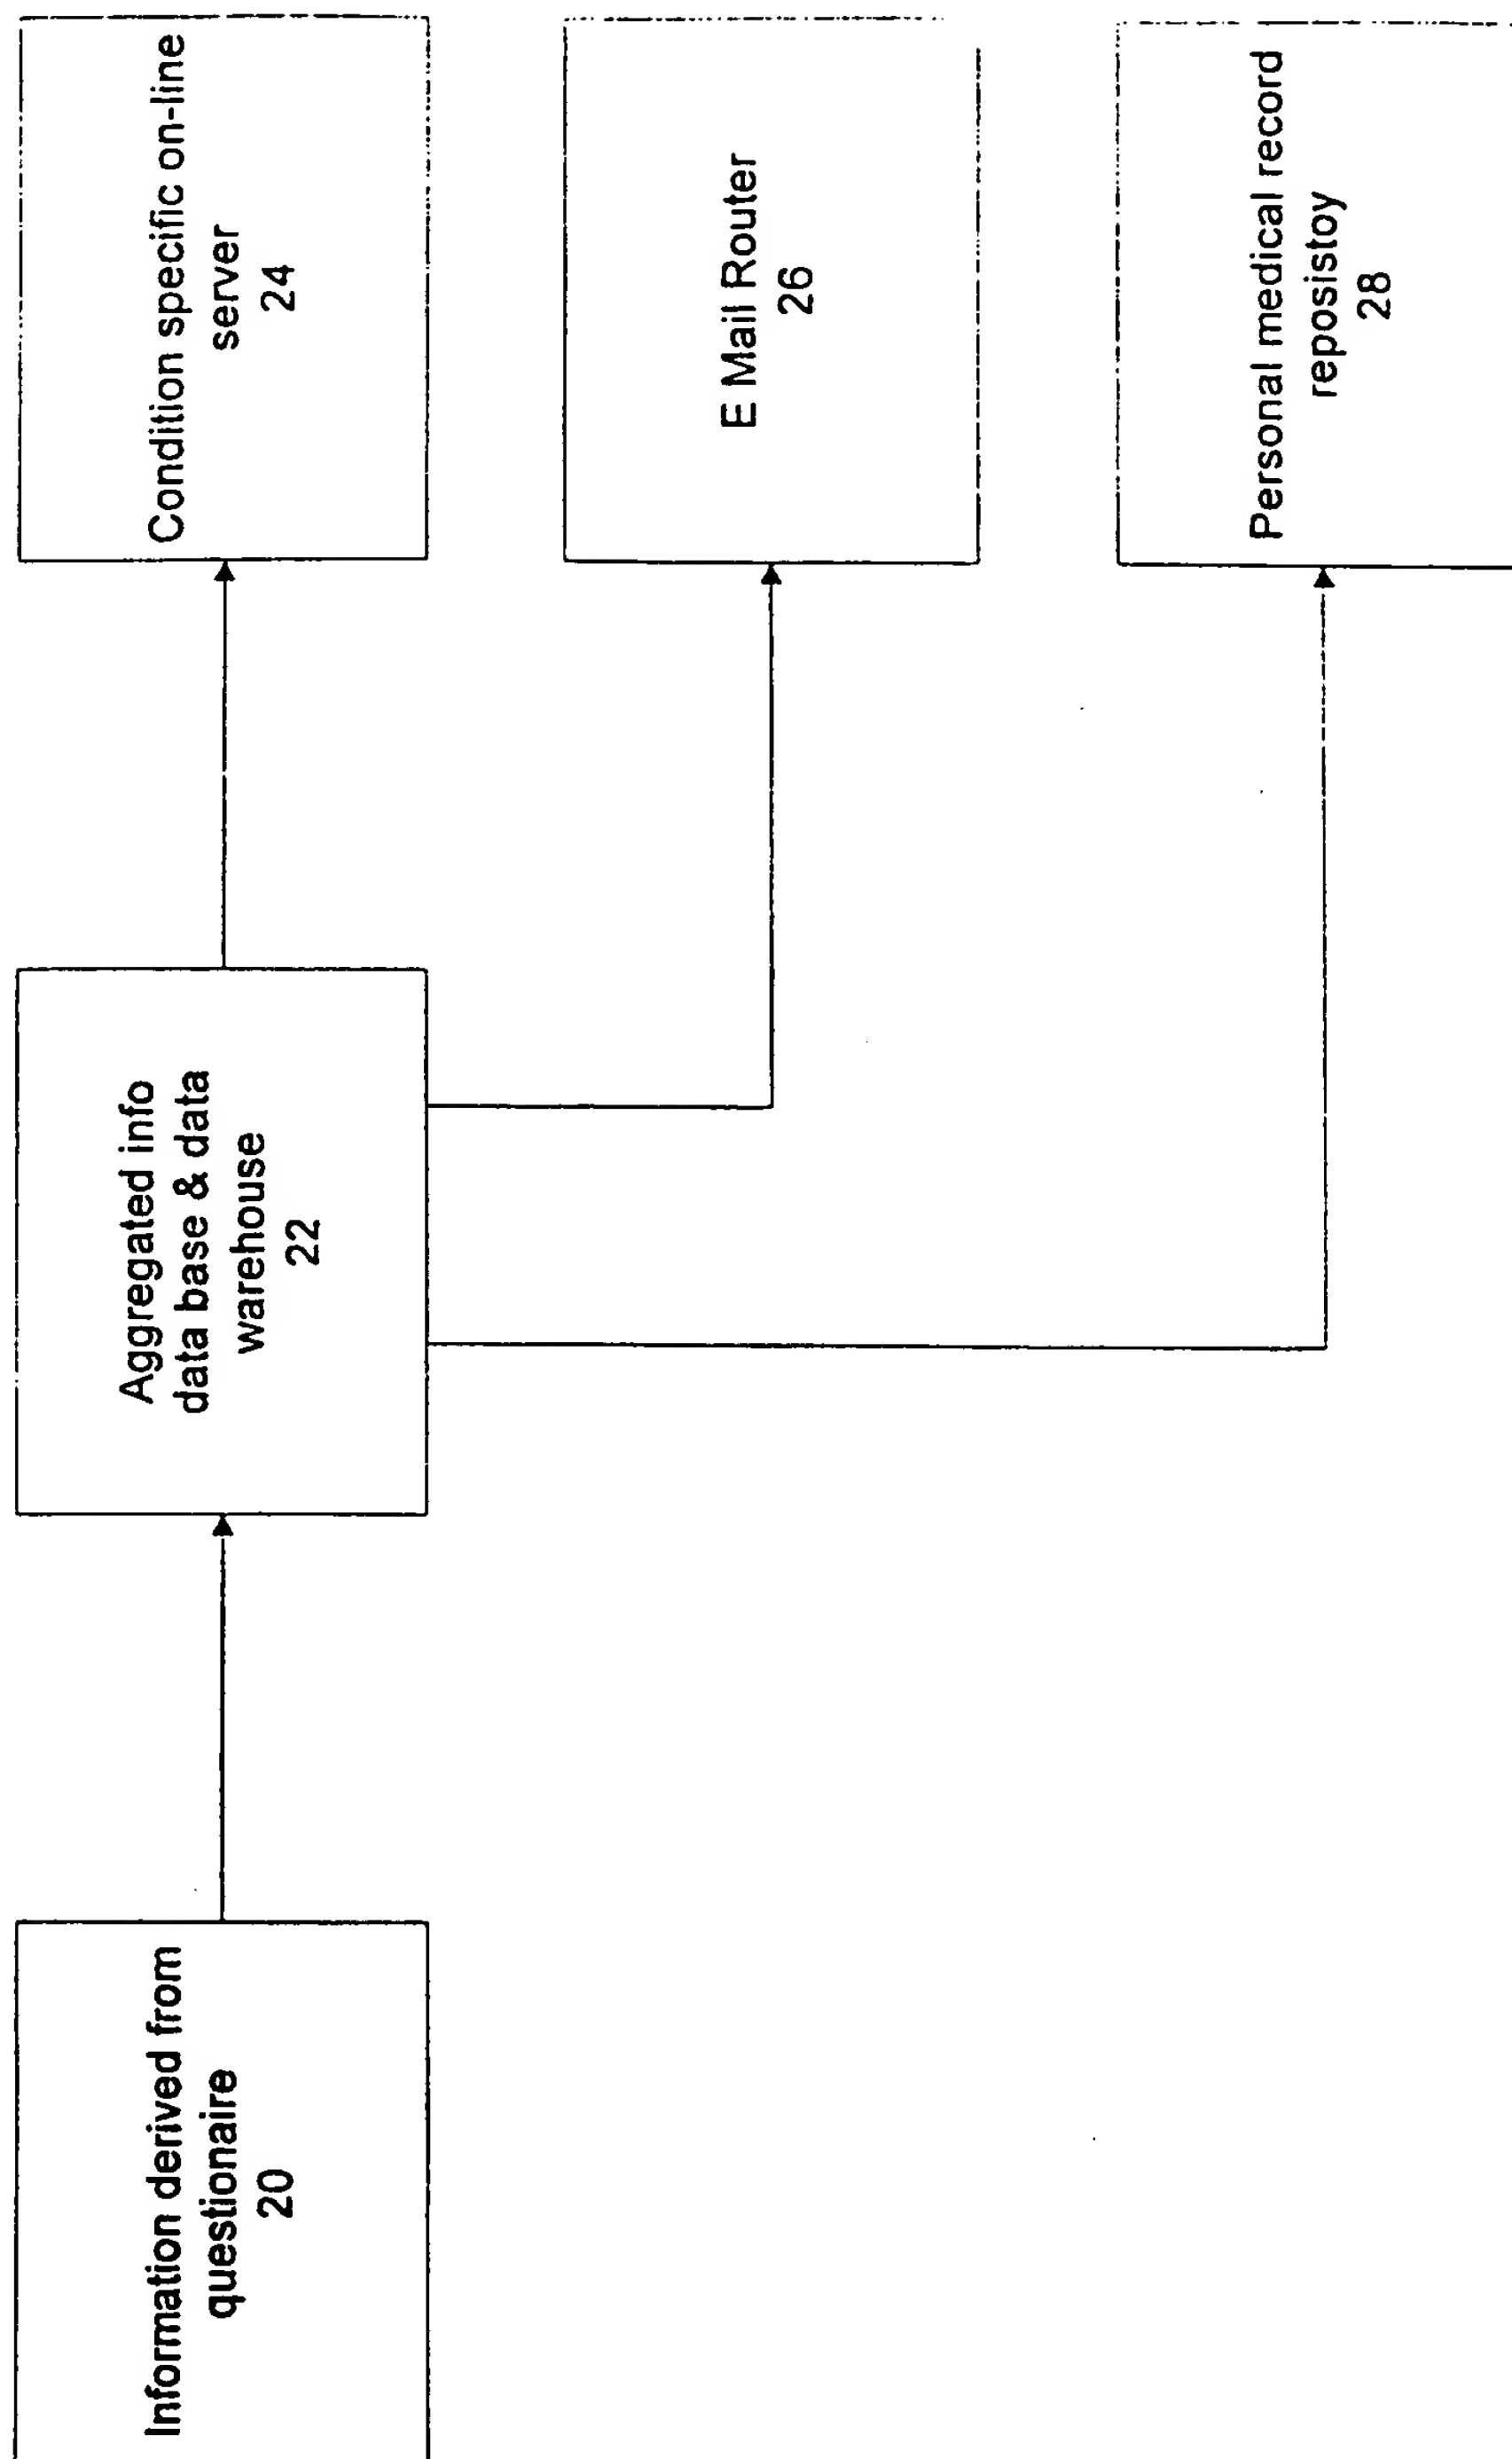 Information derived from
questionaire
20
Aggregated info
data base & data
warehouse
22
Condition specific on-line
server
24
E Mail Router
26
Personal medical record
reposistoy
28